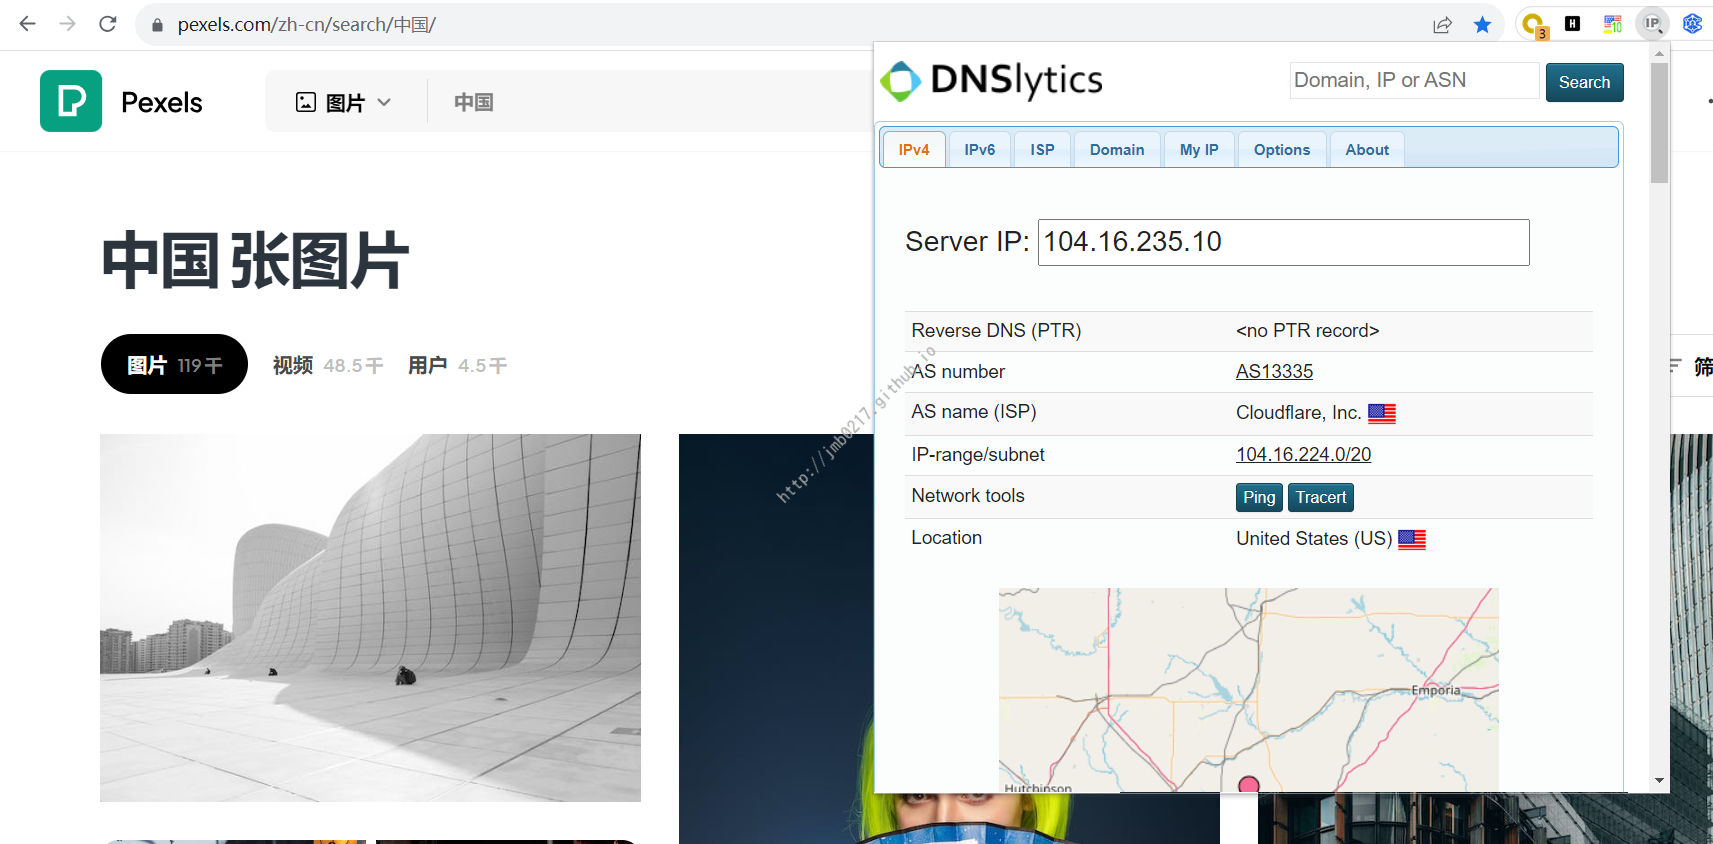 pexels.com/zh-cn/search/中国/
3
H
10
IP
Pexels
图片
中国
DNSlytics
Domain, IP or ASN
Search
IPv4
IPv6
ISP
Domain
My IP
Options
About
中国 张图片
Server IP: 104.16.235.10
Reverse DNS (PTR) <no PTR record>
图片 119千
视频 48.5千
用户 4.5千
筛
AS number AS13335
AS name (ISP) Cloudflare, Inc.
IP-range/subnet 104.16.224.0/20
Network tools Ping Tracert
Location United States (US)
http://jmb0217.github.io
Emporia
Hutchinson